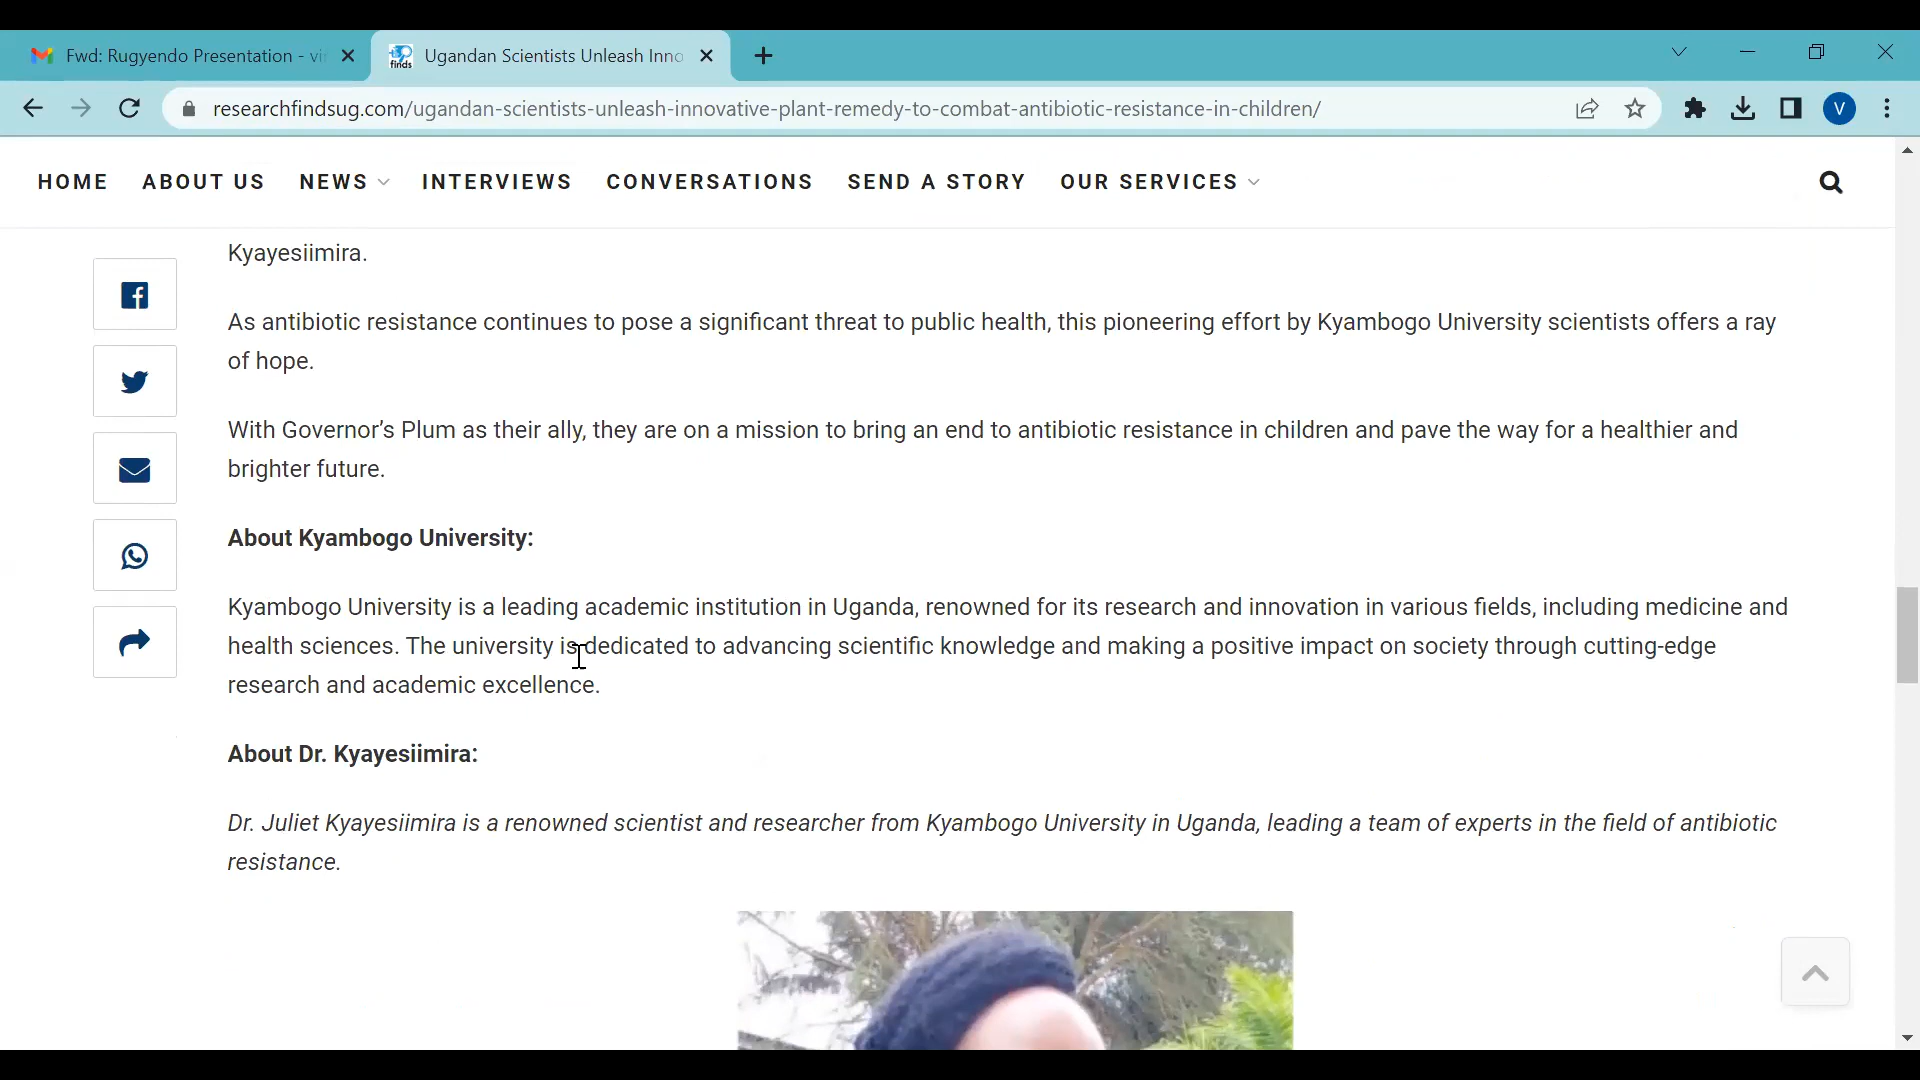 Fwd: Rugyendo Presentation - vi
finds
Ugandan Scientists Unleash Inno
researchfindsug.com/ugandan-scientists-unleash-innovative-plant-remedy-to-combat-antibiotic-resistance-in-children/
V
HOME ABOUT US NEWS INTERVIEWS CONVERSATIONS SEND A STORY OUR SERVICES
Kyayesiimira.
As antibiotic resistance continues to pose a significant threat to public health, this pioneering effort by Kyambogo University scientists offers a ray
of hope.
With Governor’s Plum as their ally, they are on a mission to bring an end to antibiotic resistance in children and pave the way for a healthier and
brighter future.
About Kyambogo University:
Kyambogo University is a leading academic institution in Uganda, renowned for its research and innovation in various fields, including medicine and
health sciences. The university is dedicated to advancing scientific knowledge and making a positive impact on society through cutting-edge
research and academic excellence.
About Dr. Kyayesiimira:
Dr. Juliet Kyayesiimira is a renowned scientist and researcher from Kyambogo University in Uganda, leading a team of experts in the field of antibiotic
resistance.